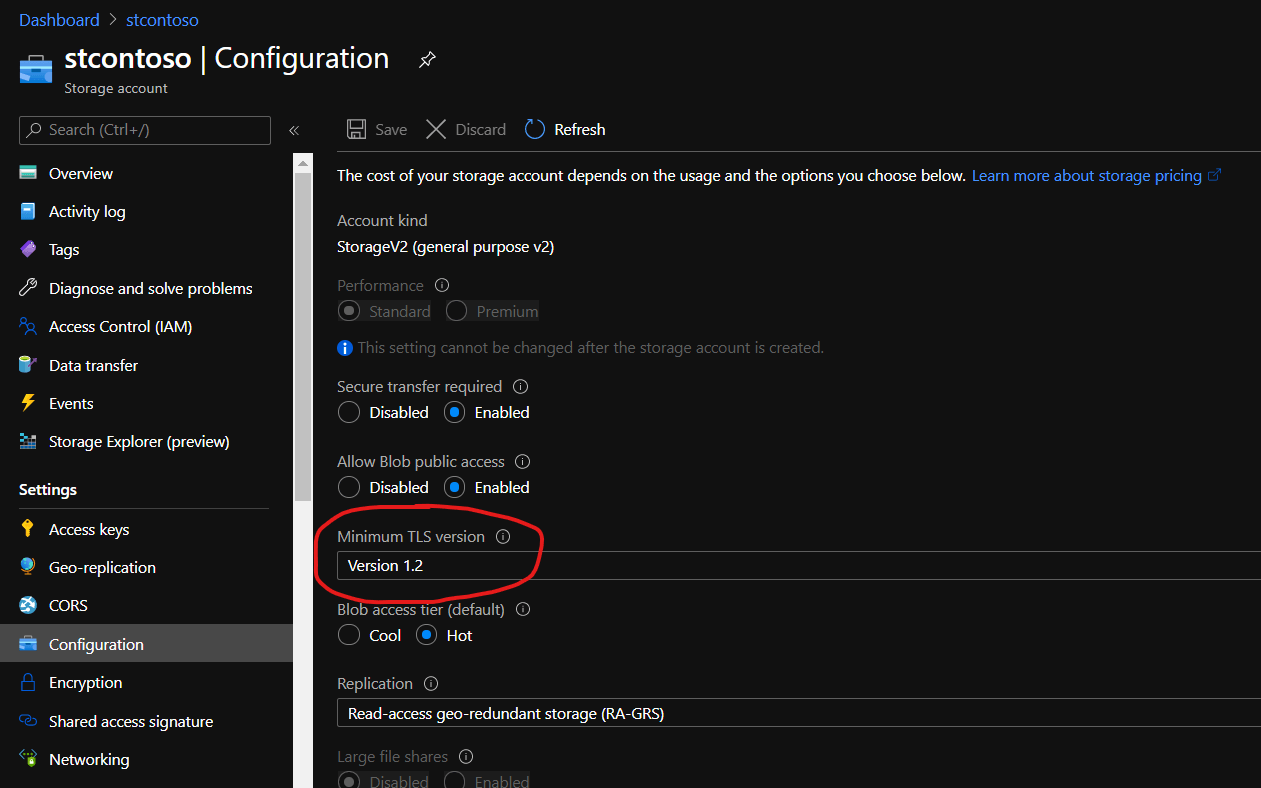 Dashboard > stcontoso
stcontoso | Configuration
Storage account
Search (Ctrl+/)
«
Overview
Activity log
Tags
Diagnose and solve problems
Access Control (IAM)
Data transfer
Events
Storage Explorer (preview)
Settings
Access keys
Geo-replication
CORS
Configuration
Encryption
Shared access signature
Networking
Save Discard Refresh
The cost of your storage account depends on the usage and the options you choose below. Learn more about storage pricing
Account kind
StorageV2 (general purpose v2)
Performance
Standard Premium
This setting cannot be changed after the storage account is created.
Secure transfer required
Disabled Enabled
Allow Blob public access
Disabled Enabled
Minimum TLS version
Version 1.2
Blob access tier (default)
Cool Hot
Replication
Read-access geo-redundant storage (RA-GRS)
Large file shares
Disabled Enabled